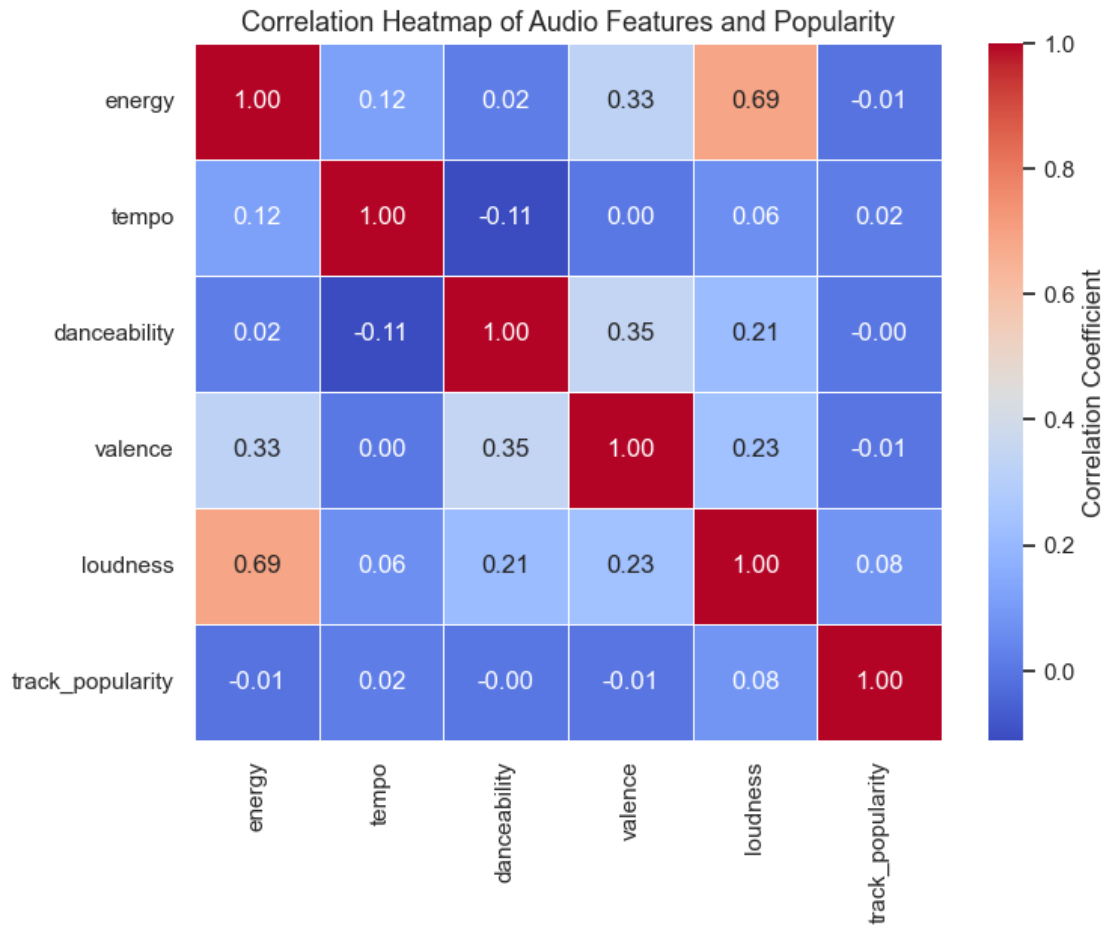 Correlation Heatmap of Audio Features and Popularity
energy 1.00 0.12 0.02 0.33 0.69 -0.01
tempo 0.12 1.00 -0.11 0.00 0.06 0.02
danceability 0.02 -0.11 1.00 0.35 0.21 -0.00
valence 0.33 0.00 0.35 1.00 0.23 -0.01
loudness 0.69 0.06 0.21 0.23 1.00 0.08
track_popularity -0.01 0.02 -0.00 -0.01 0.08 1.00
energy tempo danceability valence loudness track_popularity
1.0
0.8
0.6
0.4
0.2
0.0
Correlation Coefficient